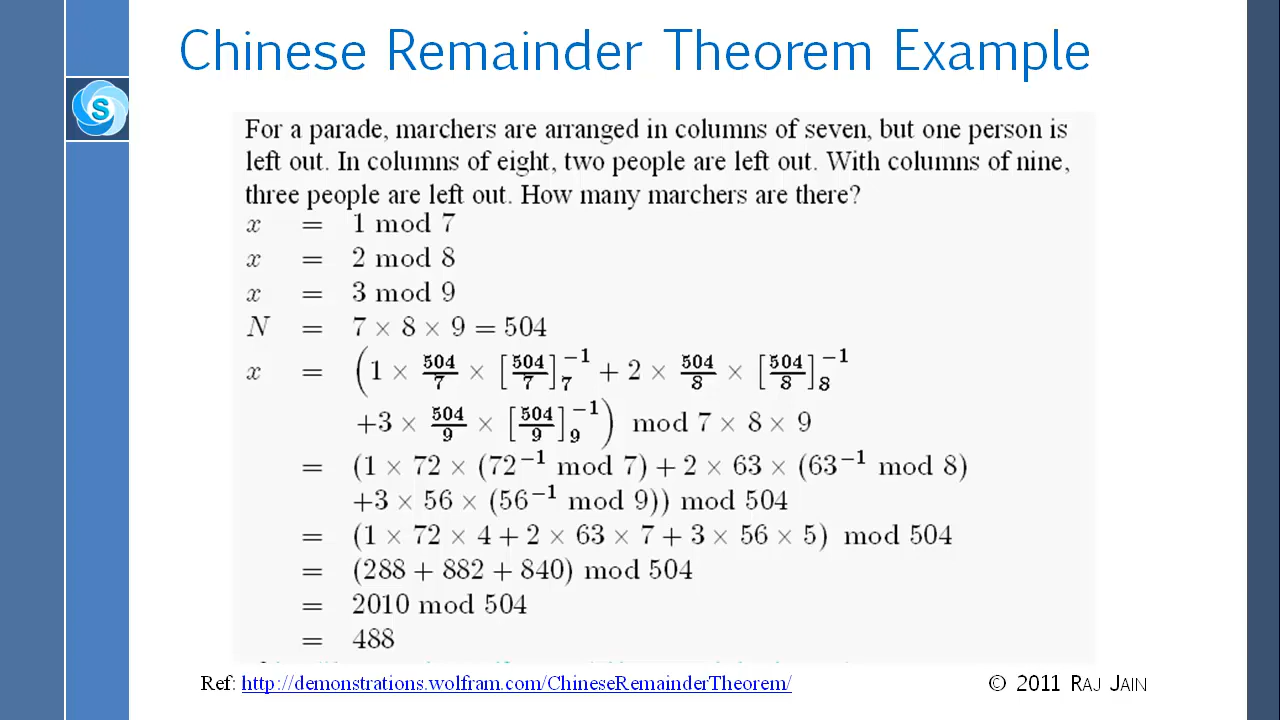 Chinese Remainder Theorem Example
S
For a parade, marchers are arranged in columns of seven, but one person is
left out. In columns of eight, two people are left out. With columns of nine,
three people are left out. How many marchers are there?
x = 1 mod 7
x = 2 mod 8
x = 3 mod 9
N = 7 × 8 × 9 = 504
x = (1 × 504/7 × [504/7]₇⁻¹ + 2 × 504/8 × [504/8]₈⁻¹
+3 × 504/9 × [504/9]₉⁻¹) mod 7 × 8 × 9
= (1 × 72 × (72⁻¹ mod 7) + 2 × 63 × (63⁻¹ mod 8)
+3 × 56 × (56⁻¹ mod 9)) mod 504
= (1 × 72 × 4 + 2 × 63 × 7 + 3 × 56 × 5) mod 504
= (288 + 882 + 840) mod 504
= 2010 mod 504
= 488
Ref: http://demonstrations.wolfram.com/ChineseRemainderTheorem/
© 2011 RAJ JAIN